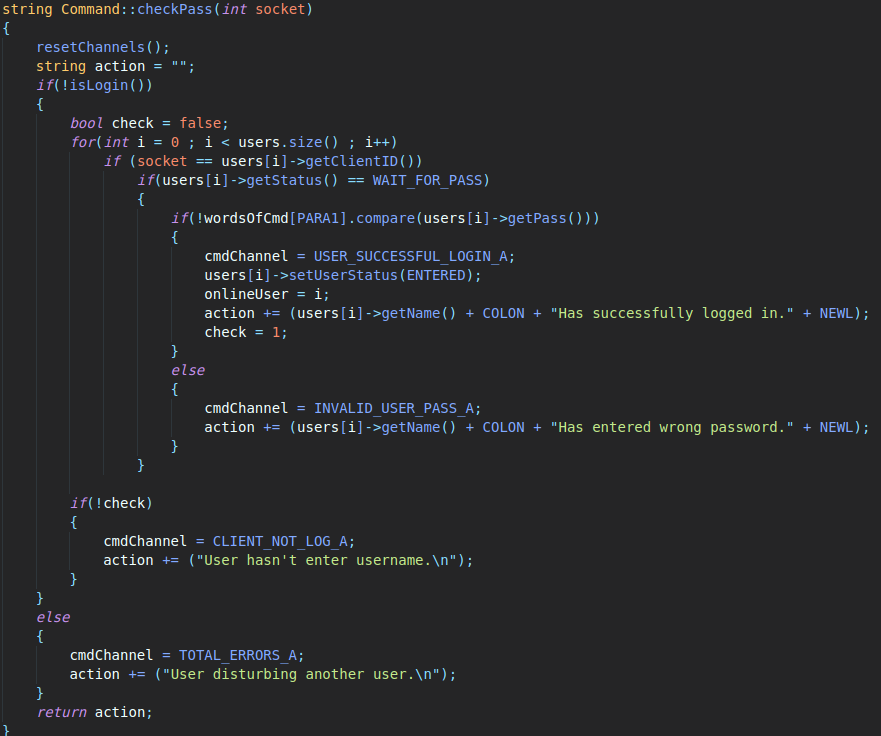 string Command::checkPass(int socket)
{
    resetChannels();
    string action = "";
    if(!isLogin())
    {
        bool check = false;
        for(int i = 0 ; i < users.size() ; i++)
            if (socket == users[i]->getClientID())
                if(users[i]->getStatus() == WAIT_FOR_PASS)
                {
                    if(!wordsOfCmd[PARA1].compare(users[i]->getPass()))
                    {
                        cmdChannel = USER_SUCCESSFUL_LOGIN_A;
                        users[i]->setUserStatus(ENTERED);
                        onlineUser = i;
                        action += (users[i]->getName() + COLON + "Has successfully logged in." + NEWL);
                        check = 1;
                    }
                    else
                    {
                        cmdChannel = INVALID_USER_PASS_A;
                        action += (users[i]->getName() + COLON + "Has entered wrong password." + NEWL);
                    }
                }

        if(!check)
        {
            cmdChannel = CLIENT_NOT_LOG_A;
            action += ("User hasn't enter username.\n");
        }
    }
    else
    {
        cmdChannel = TOTAL_ERRORS_A;
        action += ("User disturbing another user.\n");
    }
    return action;
}